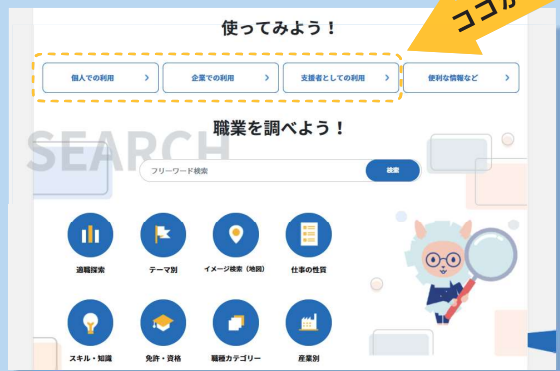 ココが
使ってみよう！
個人での利用
企業での利用
支援者としての利用
便利な情報など
職業を調べよう！
SEARCH
フリーワード検索
検索
適職探索
テーマ別
イメージ検索（地図）
仕事の性質
スキル・知識
免許・資格
職種カテゴリー
産業別